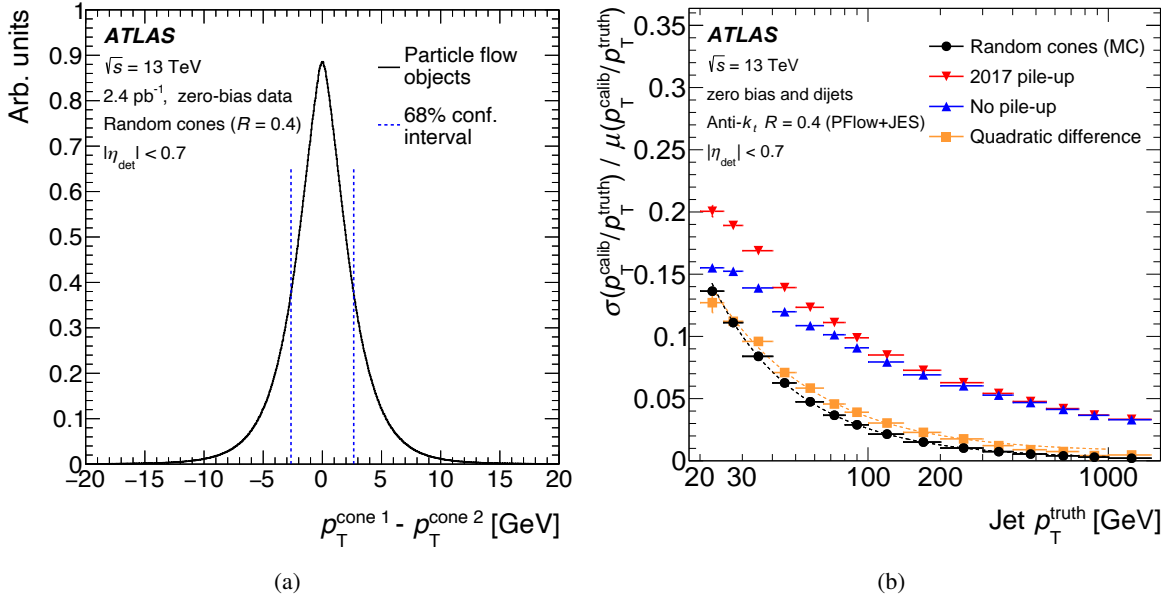 Arb. units
1
0.9
0.8
0.7
0.6
0.5
0.4
0.3
0.2
0.1
0
ATLAS
√s = 13 TeV
2.4 pb⁻¹, zero-bias data
Random cones (R = 0.4)
|η_det| < 0.7
Particle flow
objects
68% conf.
interval
−20 −15 −10 −5 0 5 10 15 20
p_T^cone 1 - p_T^cone 2 [GeV]
(a)
σ(p_T^calib/p_T^truth) / μ(p_T^calib/p_T^truth)
0.35
0.3
0.25
0.2
0.15
0.1
0.05
0
ATLAS
√s = 13 TeV
zero bias and dijets
Anti-k_t R = 0.4 (PFlow+JES)
|η_det| < 0.7
Random cones (MC)
2017 pile-up
No pile-up
Quadratic difference
20 30 100 200 1000
Jet p_T^truth [GeV]
(b)